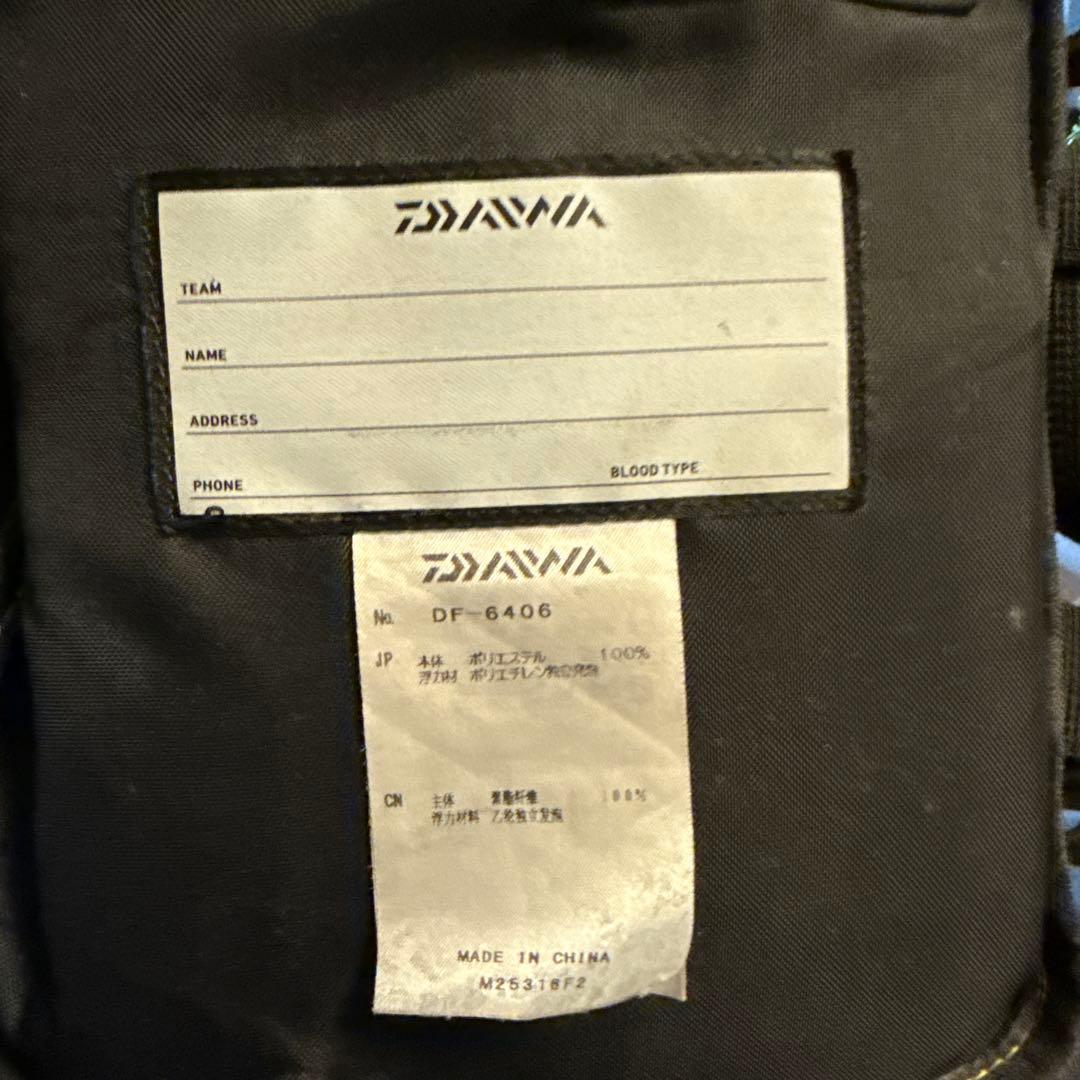 DAIWA
TEAM
NAME
ADDRESS
PHONE BLOOD TYPE
DAIWA
No. DF-6406
JP 本体 ポリエステル 100%
浮力材 ポリエチレン独立発泡
CN 主体 聚酯纤维 100%
浮力材料 乙烯独立发泡
MADE IN CHINA
M25316F2